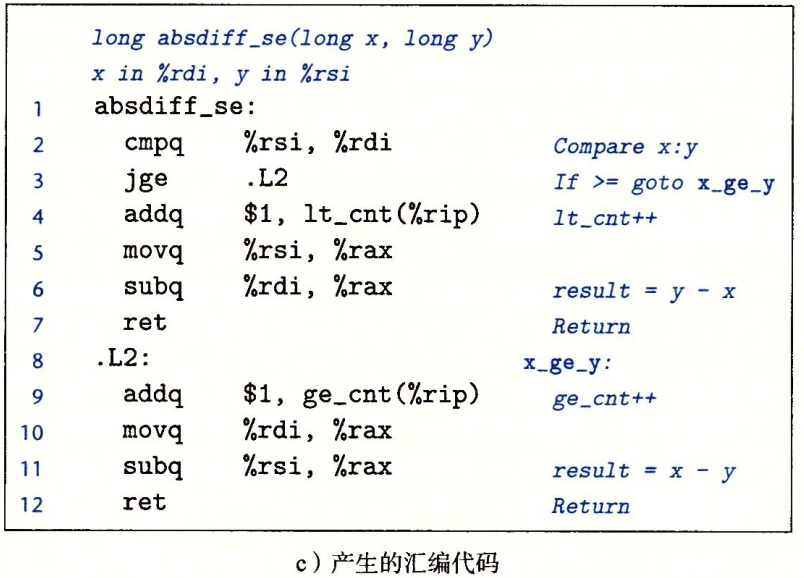 long absdiff_se(long x, long y)
x in %rdi, y in %rsi
1 absdiff_se:
2 cmpq %rsi, %rdi Compare x:y
3 jge .L2 If >= goto x_ge_y
4 addq $1, lt_cnt(%rip) lt_cnt++
5 movq %rsi, %rax
6 subq %rdi, %rax result = y - x
7 ret Return
8 .L2: x_ge_y:
9 addq $1, ge_cnt(%rip) ge_cnt++
10 movq %rdi, %rax
11 subq %rsi, %rax result = x - y
12 ret Return
c）产生的汇编代码